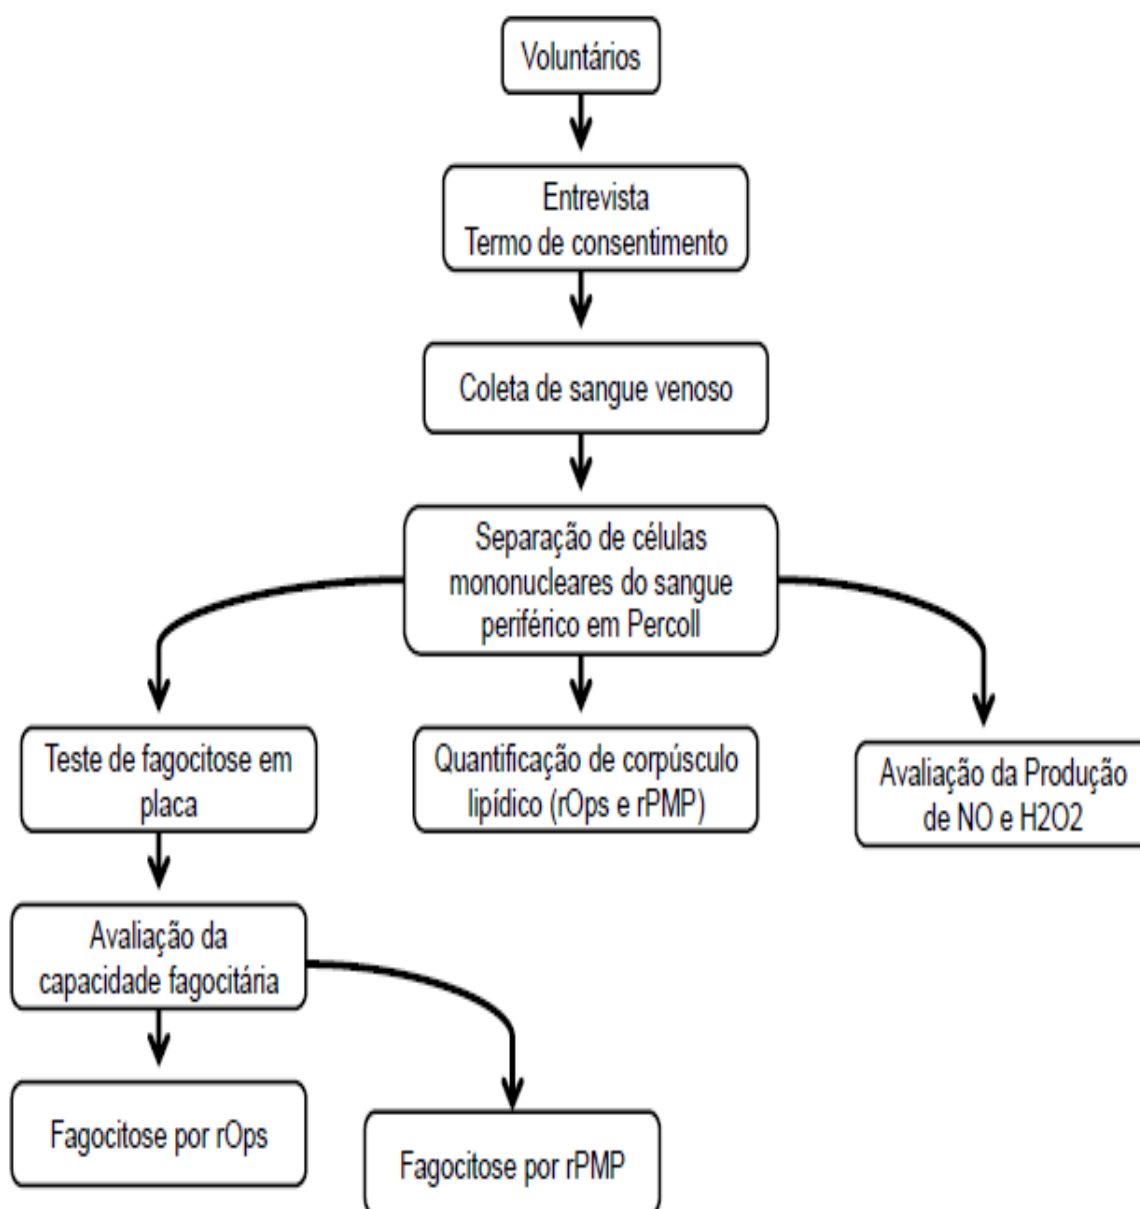 Voluntários
Entrevista
Termo de consentimento
Coleta de sangue venoso
Separação de células
mononucleares do sangue
periférico em Percoll
Teste de fagocitose em
placa
Quantificação de corpúsculo
lipídico (rOps e rPMP)
Avaliação da Produção
de NO e H2O2
Avaliação da
capacidade fagocitária
Fagocitose por rOps
Fagocitose por rPMP